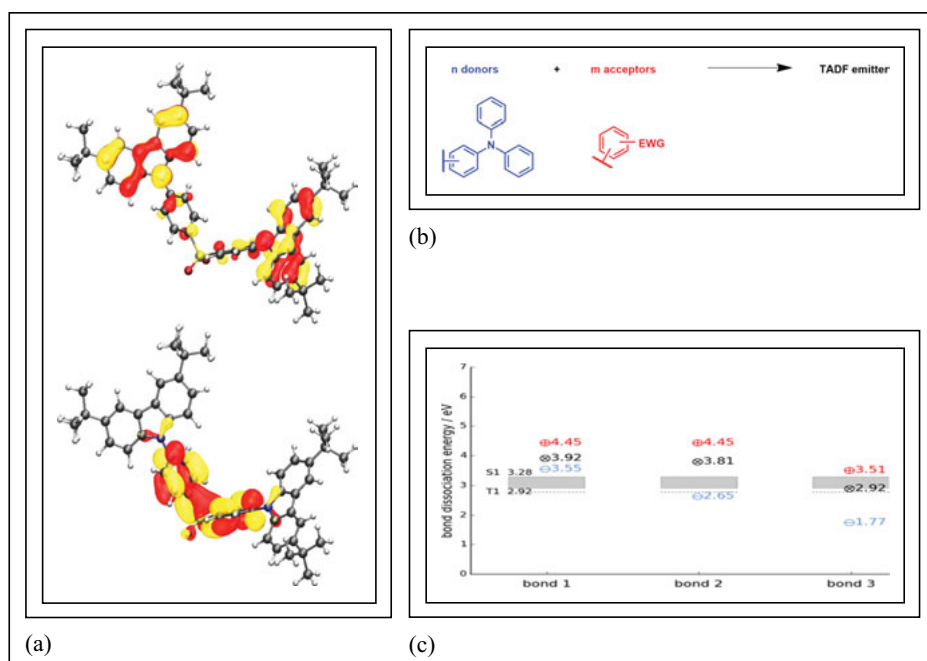 (a)
n donors + m acceptors TADF emitter
N
EWG
(b)
bond dissociation energy / eV
7
6
5
4
3
2
1
0
S1 3.28
T1 2.92
⊕4.45
⊗3.92
⊖3.55
⊕4.45
⊗3.81
⊖2.65
⊕3.51
⊗2.92
⊖1.77
bond 1 bond 2 bond 3
(c)